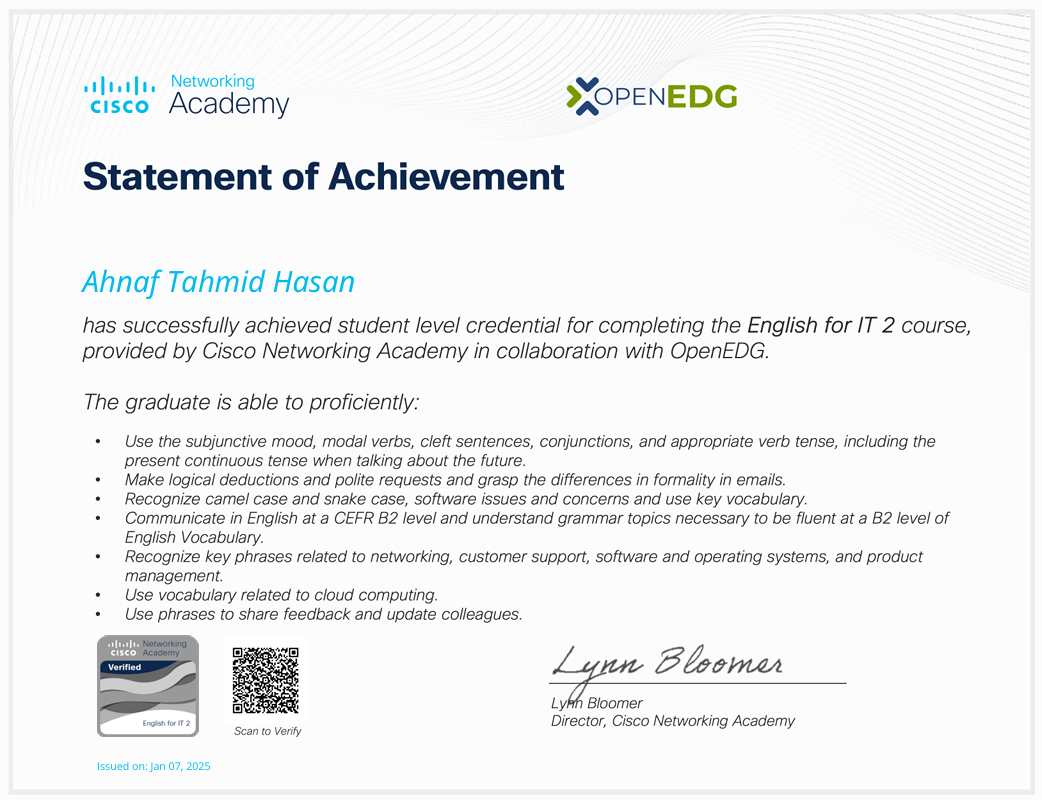 CISCO
Networking
Academy
OPENEDG
Statement of Achievement
Ahnaf Tahmid Hasan
has successfully achieved student level credential for completing the English for IT 2 course,
provided by Cisco Networking Academy in collaboration with OpenEDG.
The graduate is able to proficiently:
• Use the subjunctive mood, modal verbs, cleft sentences, conjunctions, and appropriate verb tense, including the
present continuous tense when talking about the future.
• Make logical deductions and polite requests and grasp the differences in formality in emails.
• Recognize camel case and snake case, software issues and concerns and use key vocabulary.
• Communicate in English at a CEFR B2 level and understand grammar topics necessary to be fluent at a B2 level of
English Vocabulary.
• Recognize key phrases related to networking, customer support, software and operating systems, and product
management.
• Use vocabulary related to cloud computing.
• Use phrases to share feedback and update colleagues.
CISCO
Networking
Academy
Verified
English for IT 2
Scan to Verify
Lynn Bloomer
Lynn Bloomer
Director, Cisco Networking Academy
Issued on: Jan 07, 2025